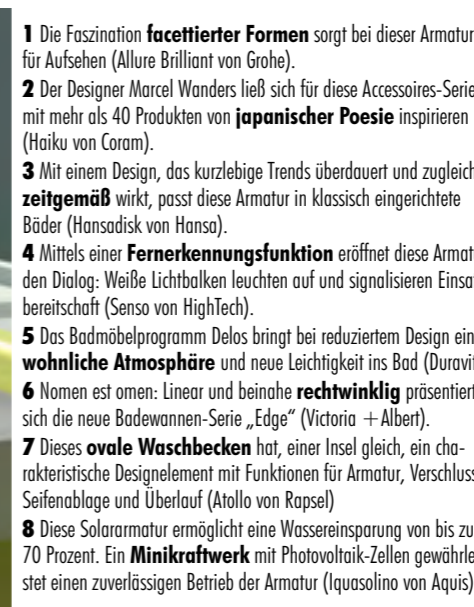 1 Die Faszination facettierter Formen sorgt bei dieser Armatur
für Aufsehen (Allure Brilliant von Grohe).
2 Der Designer Marcel Wanders ließ sich für diese Accessoires-Serie
mit mehr als 40 Produkten von japanischer Poesie inspirieren
(Haiku von Coram).
3 Mit einem Design, das kurzlebige Trends überdauert und zugleich
zeitgemäß wirkt, passt diese Armatur in klassisch eingerichtete
Bäder (Hansadisk von Hansa).
4 Mittels einer Fernerkennungsfunktion eröffnet diese Armat
den Dialog: Weiße Lichtbalken leuchten auf und signalisieren Einsa
bereitschaft (Senso von HighTech).
5 Das Badmöbelprogramm Delos bringt bei reduziertem Design ein
wohnliche Atmosphäre und neue Leichtigkeit ins Bad (Duravit
6 Nomen est omen: Linear und beinahe rechtwinklig präsentiert
sich die neue Badewannen-Serie „Edge“ (Victoria +Albert).
7 Dieses ovale Waschbecken hat, einer Insel gleich, ein cha-
rakteristische Designelement mit Funktionen für Armatur, Verschluss
Seifenablage und Überlauf (Atollo von Rapsel)
8 Diese Solararmatur ermöglicht eine Wassereinsparung von bis zu
70 Prozent. Ein Minikraftwerk mit Photovoltaik-Zellen gewährle
stet einen zuverlässigen Betrieb der Armatur (Iquasolino von Aquis)